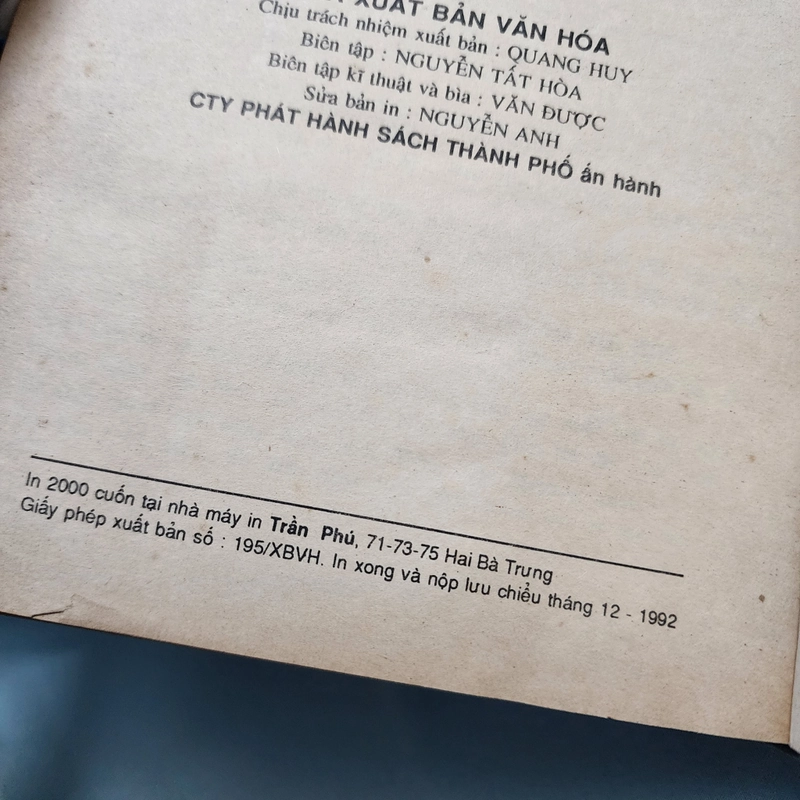 XUẤT BẢN VĂN HÓA
Chịu trách nhiệm xuất bản : QUANG HUY
Biên tập : NGUYỄN TẤT HÒA
Biên tập kĩ thuật và bìa : VĂN ĐƯỢC
Sửa bản in : NGUYỄN ANH
CTY PHÁT HÀNH SÁCH THÀNH PHỐ ấn hành
In 2000 cuốn tại nhà máy in Trần Phú, 71-73-75 Hai Bà Trưng
Giấy phép xuất bản số : 195/XBVH. In xong và nộp lưu chiểu tháng 12 - 1992